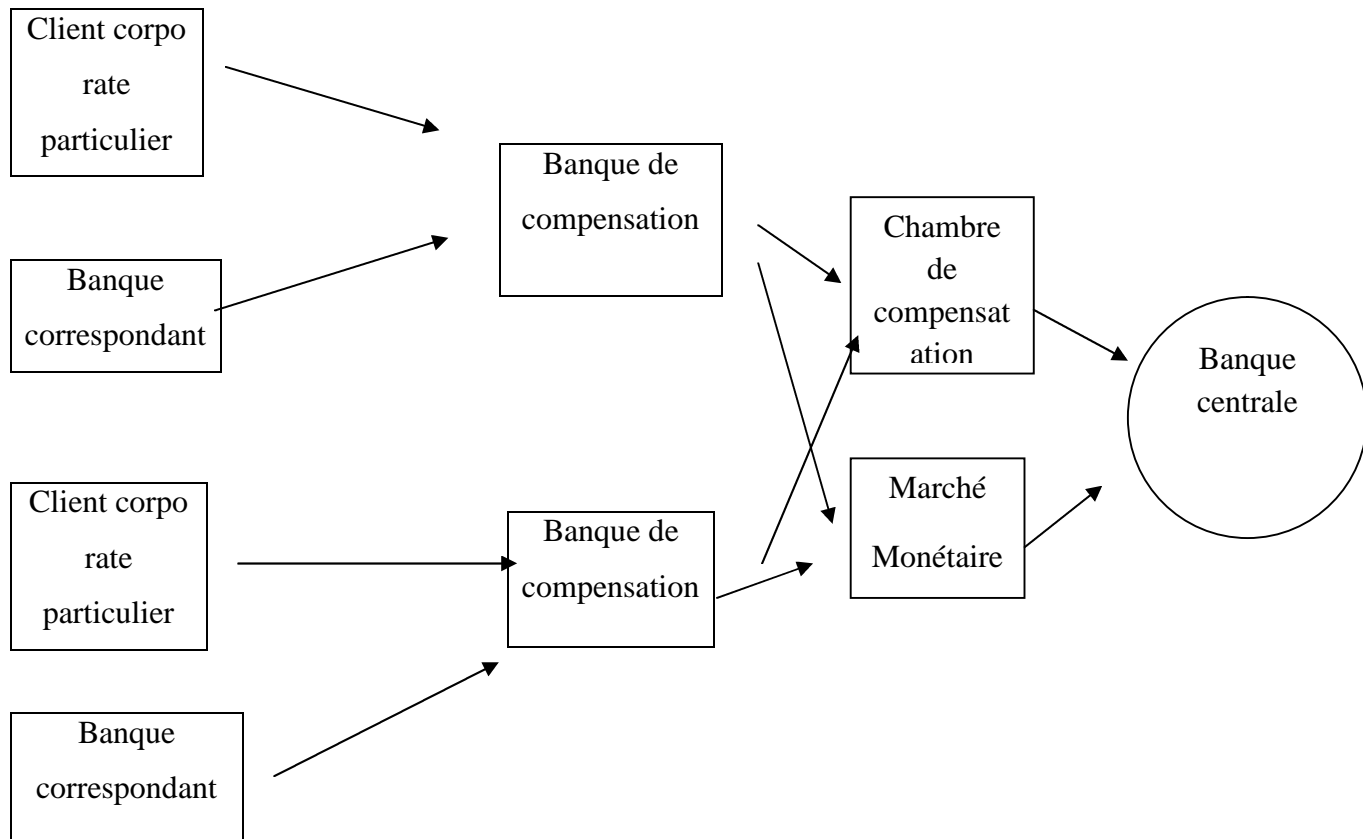 Client corpo
rate
particulier
Banque
correspondant
Client corpo
rate
particulier
Banque
correspondant
Banque de
compensation
Banque de
compensation
Chambre
de
compensat
ation
Marché
Monétaire
Banque
centrale